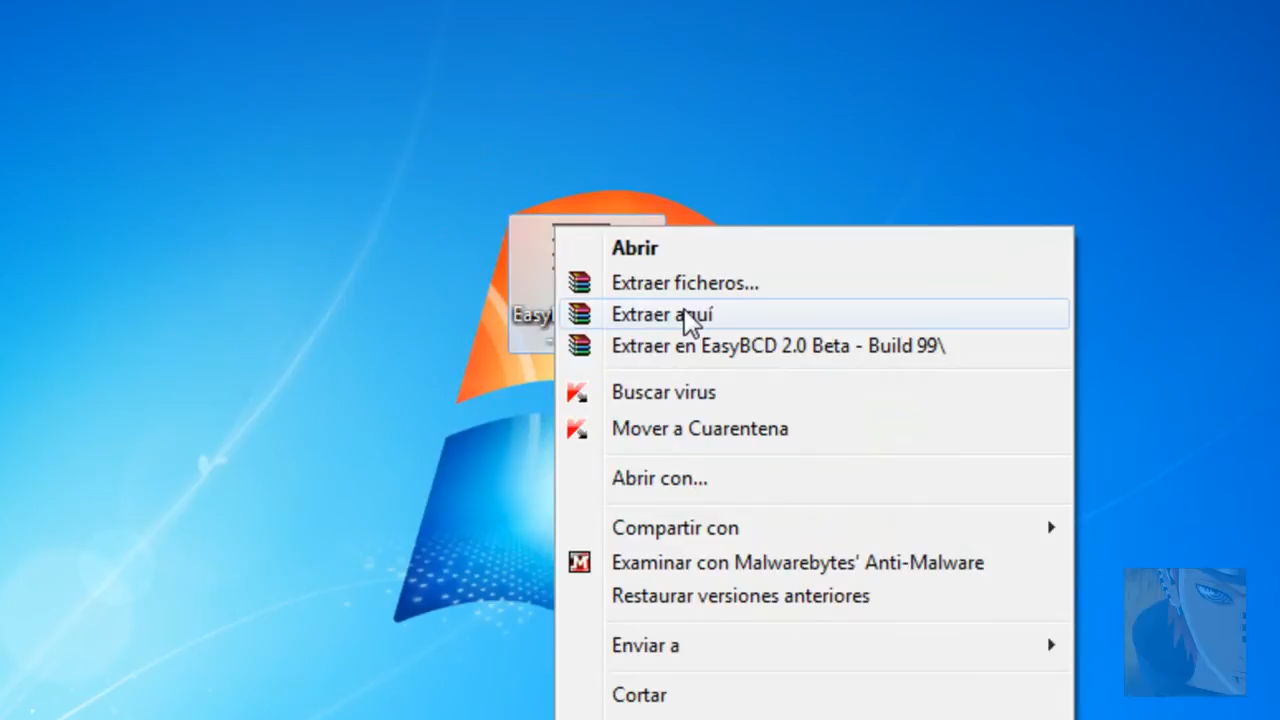 Abrir
Extraer ficheros...
Extraer aquí
Extraer en EasyBCD 2.0 Beta - Build 99\
Buscar virus
Mover a Cuarentena
Abrir con...
Compartir con
Examinar con Malwarebytes' Anti-Malware
Restaurar versiones anteriores
Enviar a
Cortar